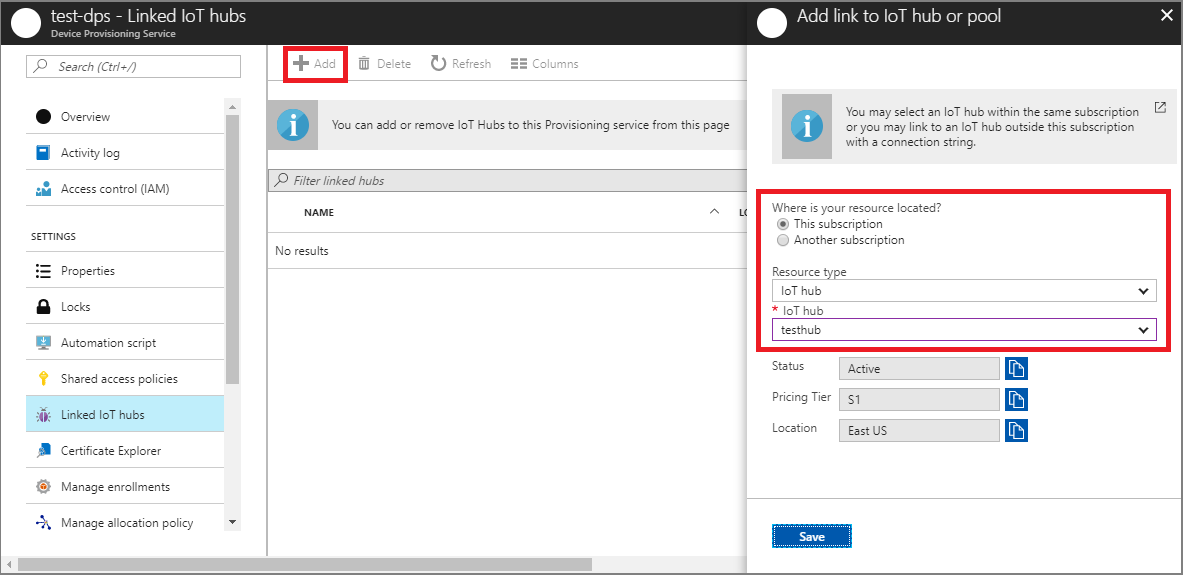 test-dps - Linked IoT hubs
Device Provisioning Service
Search (Ctrl+/)
Overview
Activity log
Access control (IAM)
SETTINGS
Properties
Locks
Automation script
Shared access policies
Linked IoT hubs
Certificate Explorer
Manage enrollments
Manage allocation policy
Add Delete Refresh Columns
You can add or remove IoT Hubs to this Provisioning service from this page
Filter linked hubs
NAME
No results
Add link to IoT hub or pool
You may select an IoT hub within the same subscription
or you may link to an IoT hub outside this subscription
with a connection string.
Where is your resource located?
This subscription
Another subscription
Resource type
IoT hub
* IoT hub
testhub
Status Active
Pricing Tier S1
Location East US
Save